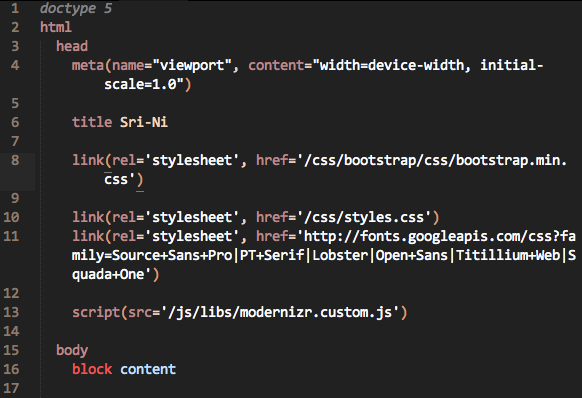 1 doctype 5
2 html
3 head
4 meta(name="viewport", content="width=device-width, initial-
scale=1.0")
5
6 title Sri-Ni
7
8 link(rel='stylesheet', href='/css/bootstrap/css/bootstrap.min.
css')
9
10 link(rel='stylesheet', href='/css/styles.css')
11 link(rel='stylesheet', href='http://fonts.googleapis.com/css?fa
mily=Source+Sans+Pro|PT+Serif|Lobster|Open+Sans|Titillium+Web|S
quada+One')
12
13 script(src='/js/libs/modernizr.custom.js')
14
15 body
16 block content
17